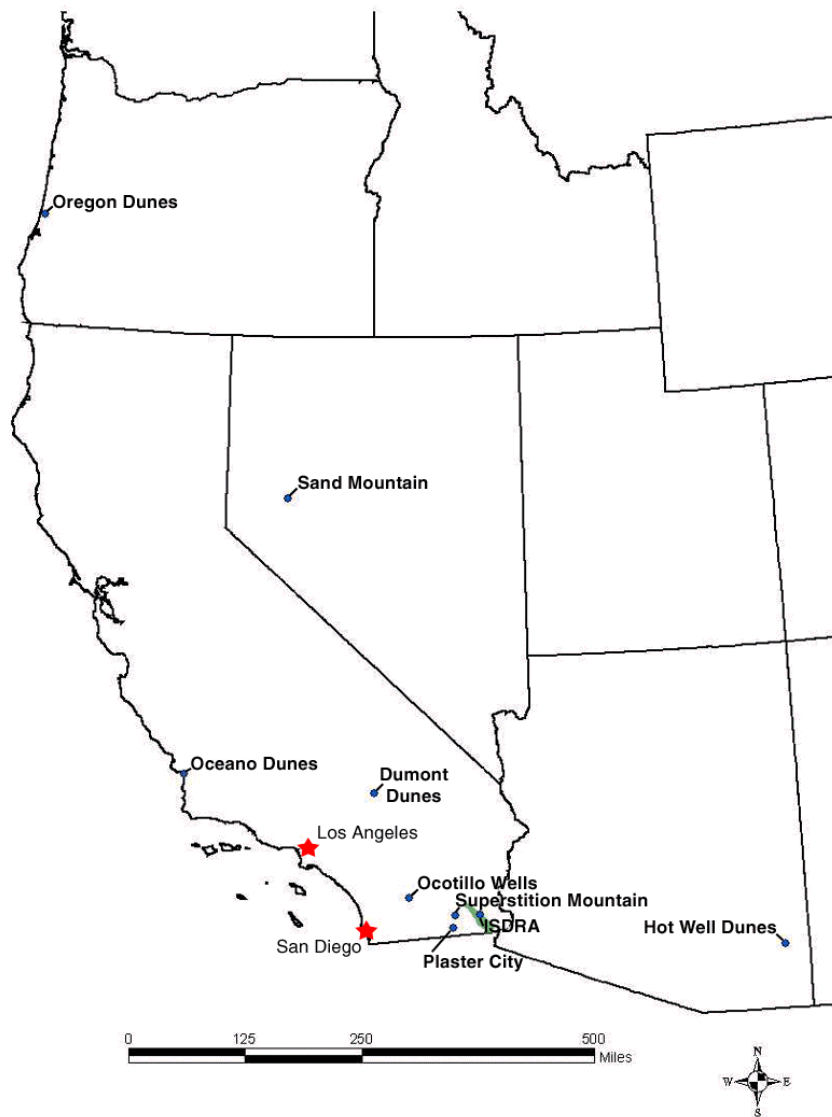 Oregon Dunes
Sand Mountain
Oceano Dunes
Dumont
Dunes
Los Angeles
Ocotillo Wells
Superstition Mountain
ISDRA
Hot Well Dunes
San Diego
Plaster City
0 125 250 500
Miles
N
W E
S